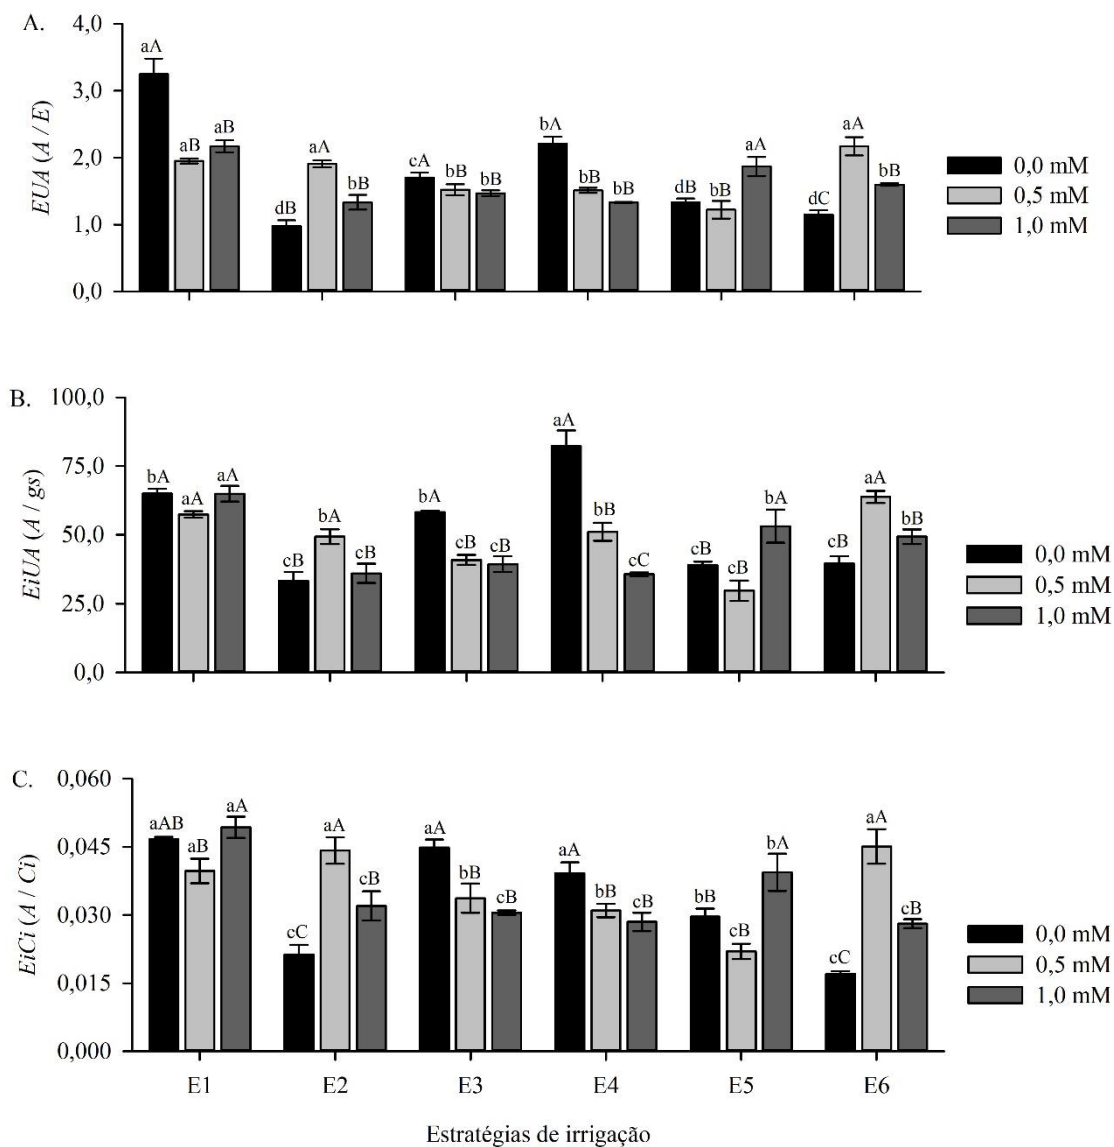 A.
EUA (A / E)
4,0
3,0
2,0
1,0
0,0
aA aB aB
dB aA bB
cA bB bB
bA bB bB
dB bB aA
dC aA bB
0,0 mM
0,5 mM
1,0 mM
B.
EiUA (A / gs)
100,0
75,0
50,0
25,0
0,0
bA aA aA
cB bA cB
bA cB cB
aA bB cC
cB cB bA
cB aA bB
0,0 mM
0,5 mM
1,0 mM
C.
EiCi (A / Ci)
0,060
0,045
0,030
0,015
0,000
aAB aB aA
cC aA cB
aA bB cB
aA bB cB
bB cB bA
cC aA cB
0,0 mM
0,5 mM
1,0 mM
E1 E2 E3 E4 E5 E6
Estratégias de irrigação